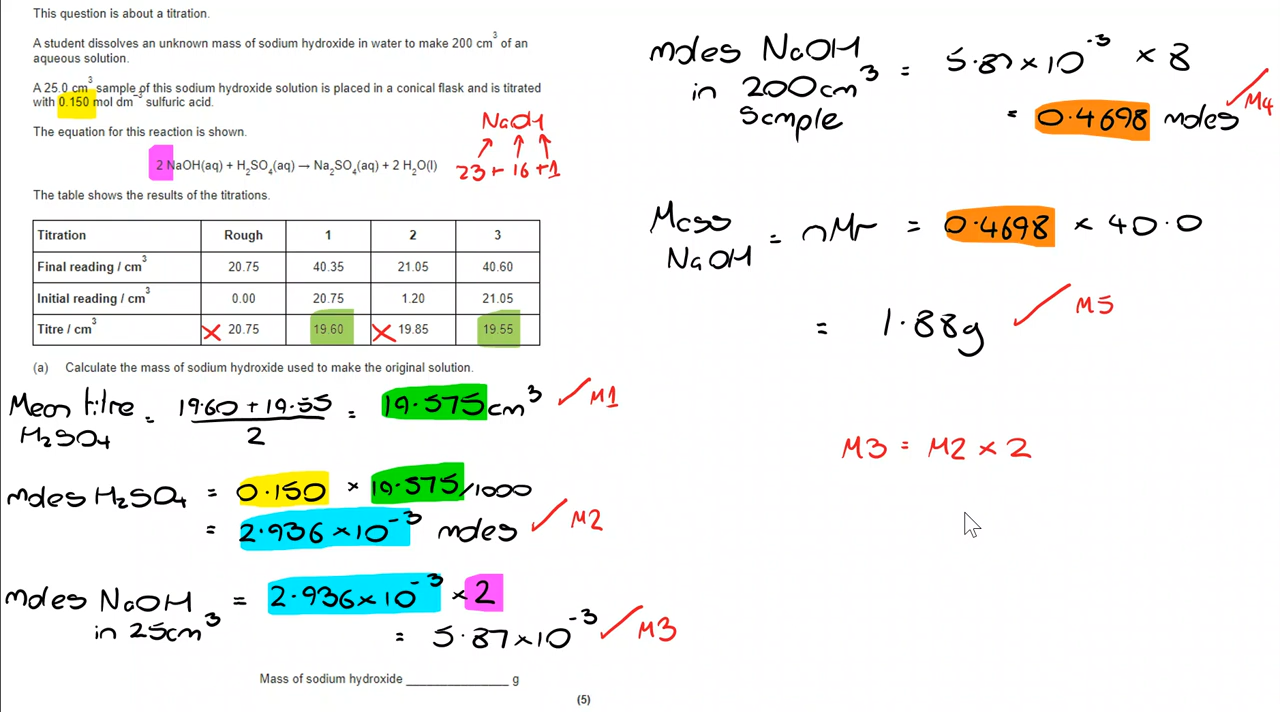 This question is about a titration.
A student dissolves an unknown mass of sodium hydroxide in water to make 200 cm³ of an
aqueous solution.
A 25.0 cm³ sample of this sodium hydroxide solution is placed in a conical flask and is titrated
with 0.150 mol dm⁻³ sulfuric acid.
The equation for this reaction is shown.
2 NaOH(aq) + H₂SO₄(aq) → Na₂SO₄(aq) + 2 H₂O(l)
NaOH
23 + 16 + 1
The table shows the results of the titrations.
Titration Rough 1 2 3
Final reading / cm³ 20.75 40.35 21.05 40.60
Initial reading / cm³ 0.00 20.75 1.20 21.05
Titre / cm³ 20.75 19.60 19.85 19.55
(a) Calculate the mass of sodium hydroxide used to make the original solution.
Mean titre H₂SO₄ = 19.60 + 19.55 / 2 = 19.575 cm³ ✓ M1
moles H₂SO₄ = 0.150 × 19.575/1000
= 2.936 × 10⁻³ moles ✓ M2
moles NaOH = 2.936 × 10⁻³ × 2
in 25cm³ = 5.87 × 10⁻³ ✓ M3
Mass of sodium hydroxide ______________ g
(5)
moles NaOH
in 200cm³ = 5.87 × 10⁻³ × 8
sample = 0.4698 moles ✓ M4
Mass
NaOH = nMr = 0.4698 × 40.0
= 1.88g ✓ M5
M3 = M2 × 2